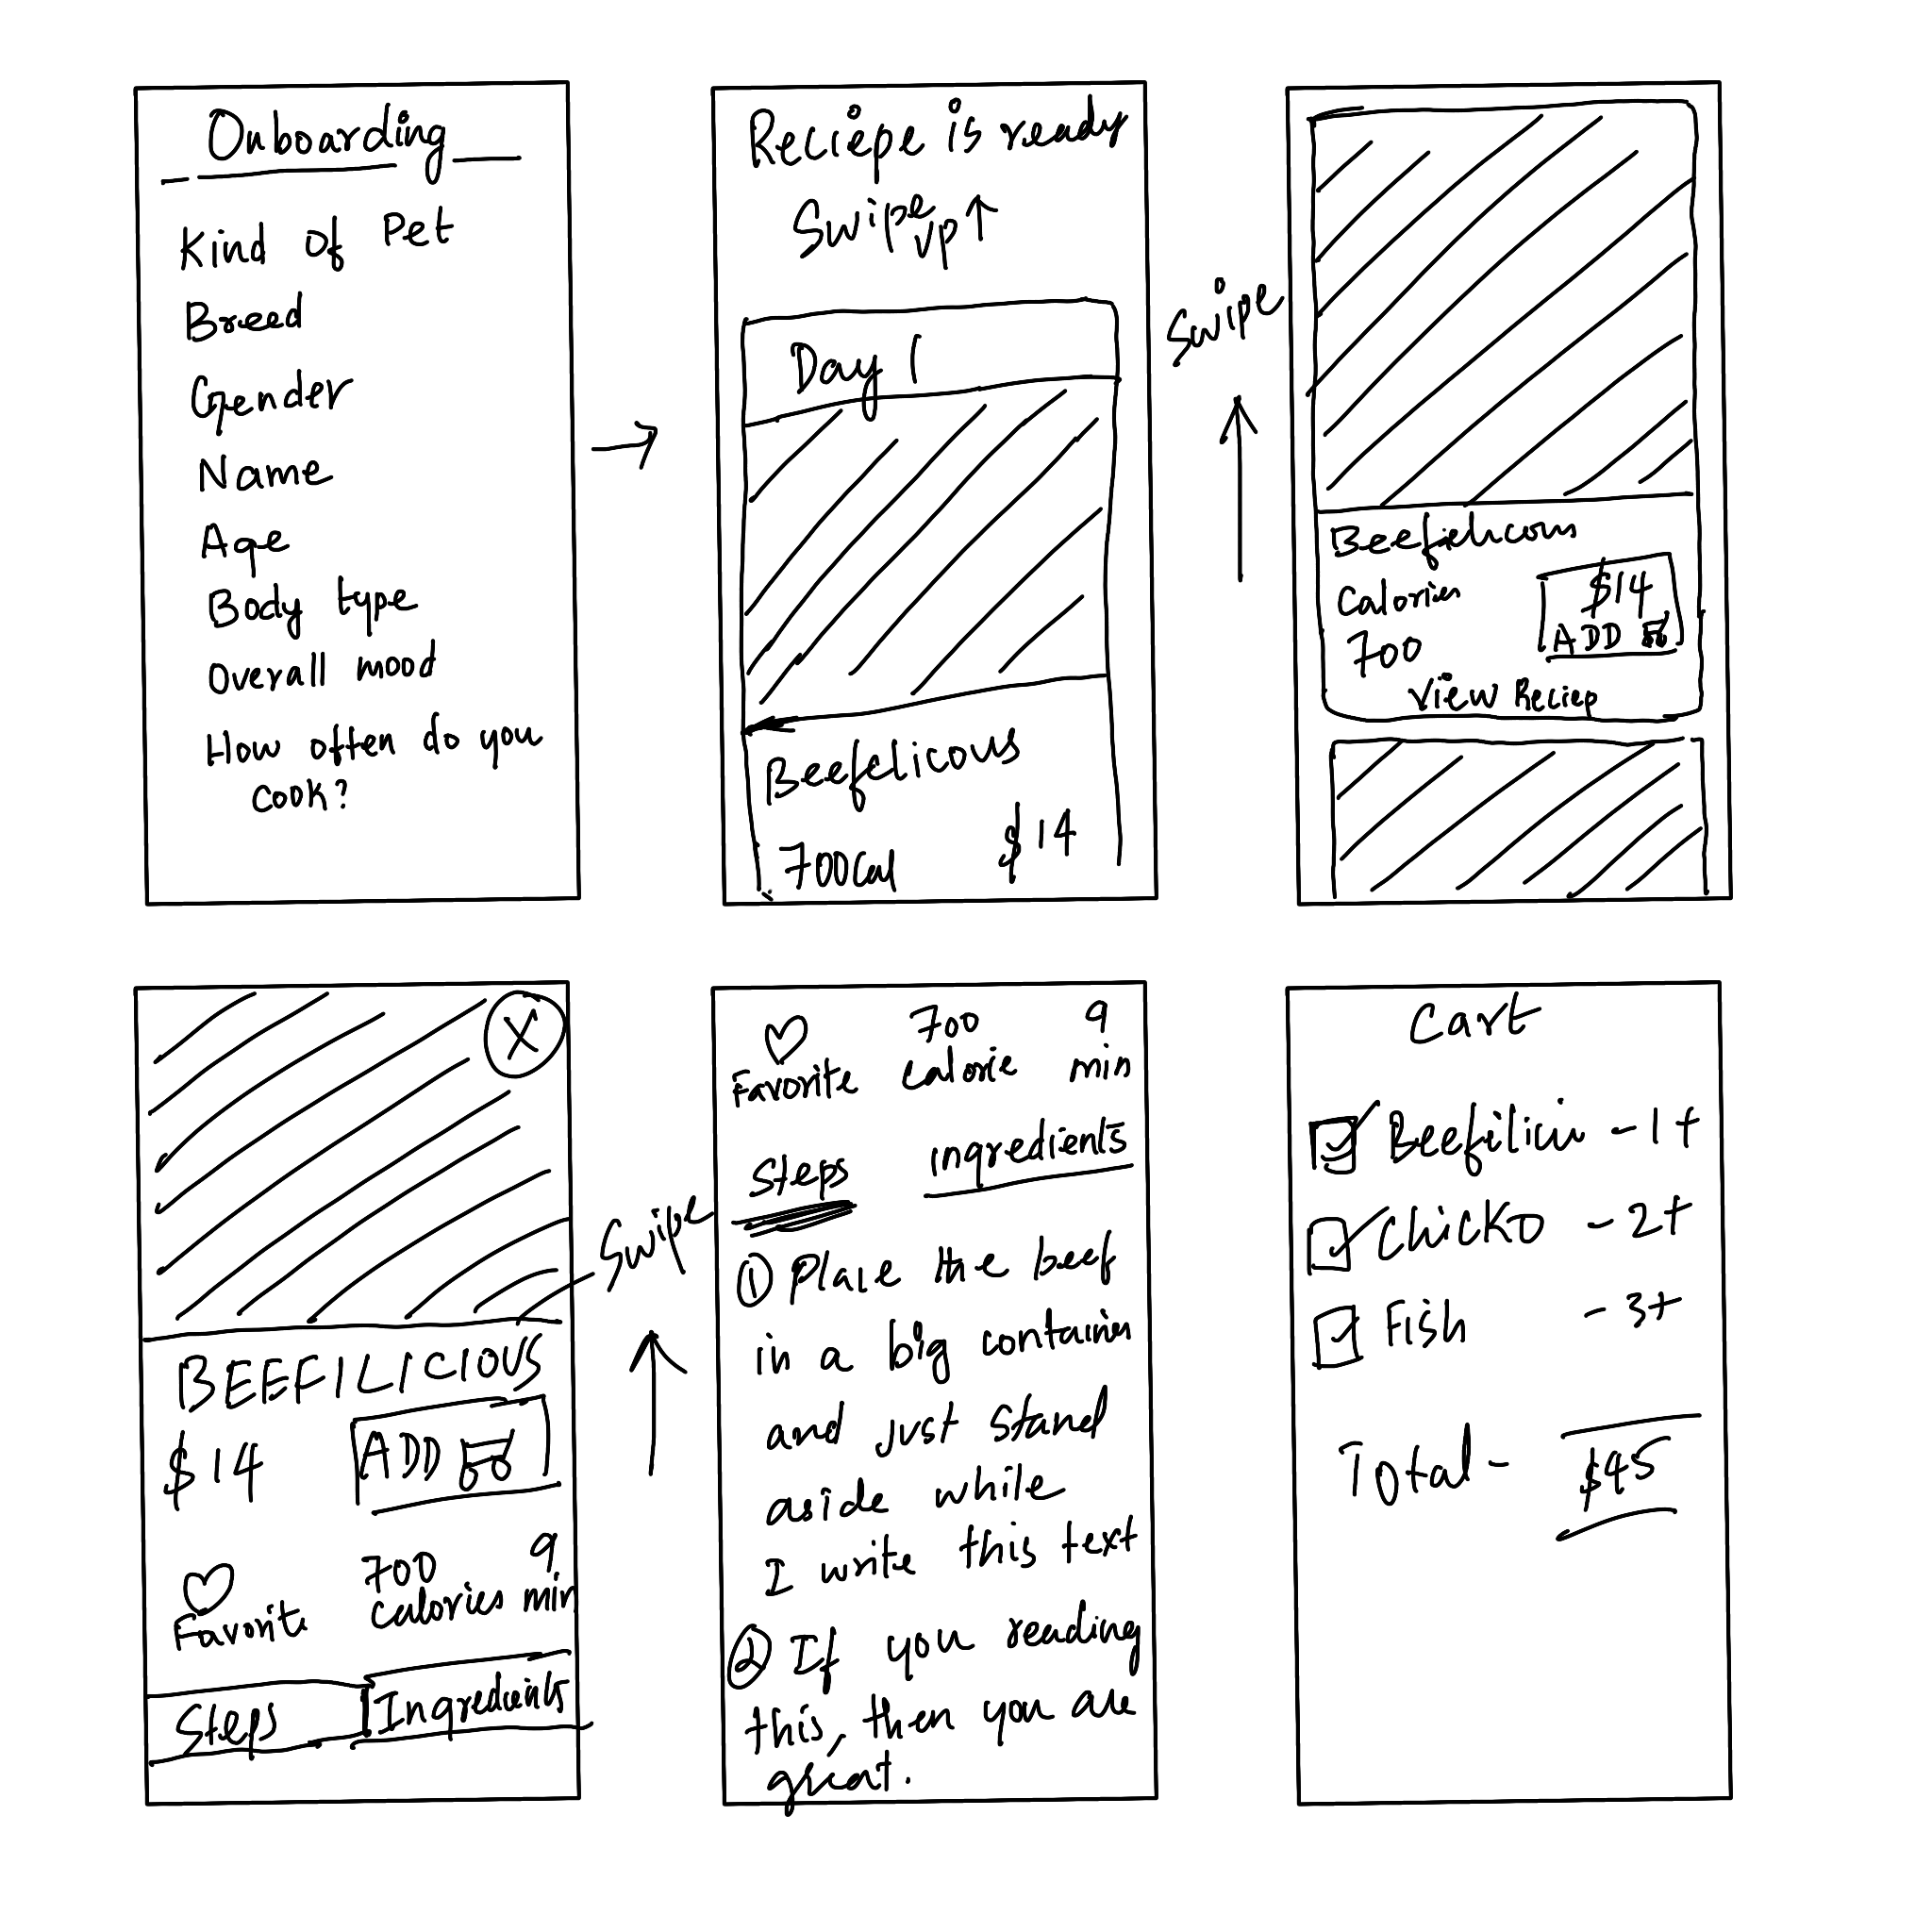 Onboarding
Kind of Pet
Breed
Gender
Name
Age
Body type
Overall mood
How often do you
cook?
Reciepe is ready
Swipe up ↑
Day 1
Beefelicous
700 Cal $14
Swipe
Beefelicous
Calories
700
$14
ADD
View Reciep
X
BEEFILICIOUS
$14 ADD
700 9
Favorite calories min
Steps Ingredients
Swipe
700 9
Favorite calorie min
Steps ingredients
① Place the beef
in a big container
and just stand
aside while
I write this text
② If you reading
this, then you are
great.
Cart
- 1 +
Chicko - 2 +
Fish - 3 +
Total - $45